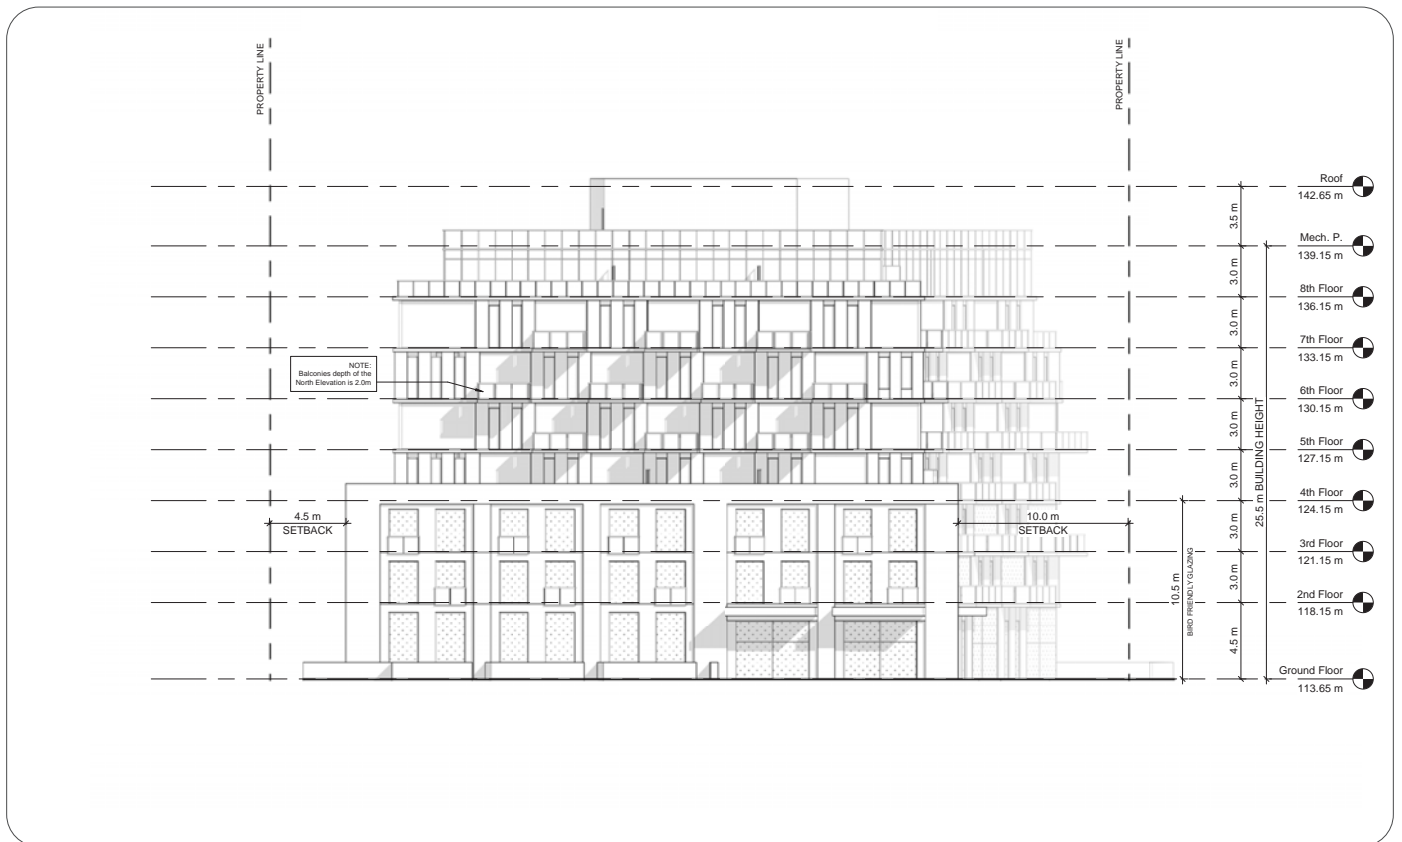 PROPERTY LINE
PROPERTY LINE
Roof
142.65 m
3.5 m
Mech. P.
139.15 m
3.0 m
8th Floor
136.15 m
3.0 m
7th Floor
133.15 m
NOTE:
Balconies depth of the
North Elevation is 2.0m
3.0 m
6th Floor
130.15 m
3.0 m
5th Floor
127.15 m
3.0 m
25.5 m BUILDING HEIGHT
4th Floor
124.15 m
4.5 m
SETBACK
10.0 m
SETBACK
3.0 m
3rd Floor
121.15 m
10.5 m
BIRD FRIENDLY GLAZING
3.0 m
2nd Floor
118.15 m
4.5 m
Ground Floor
113.65 m